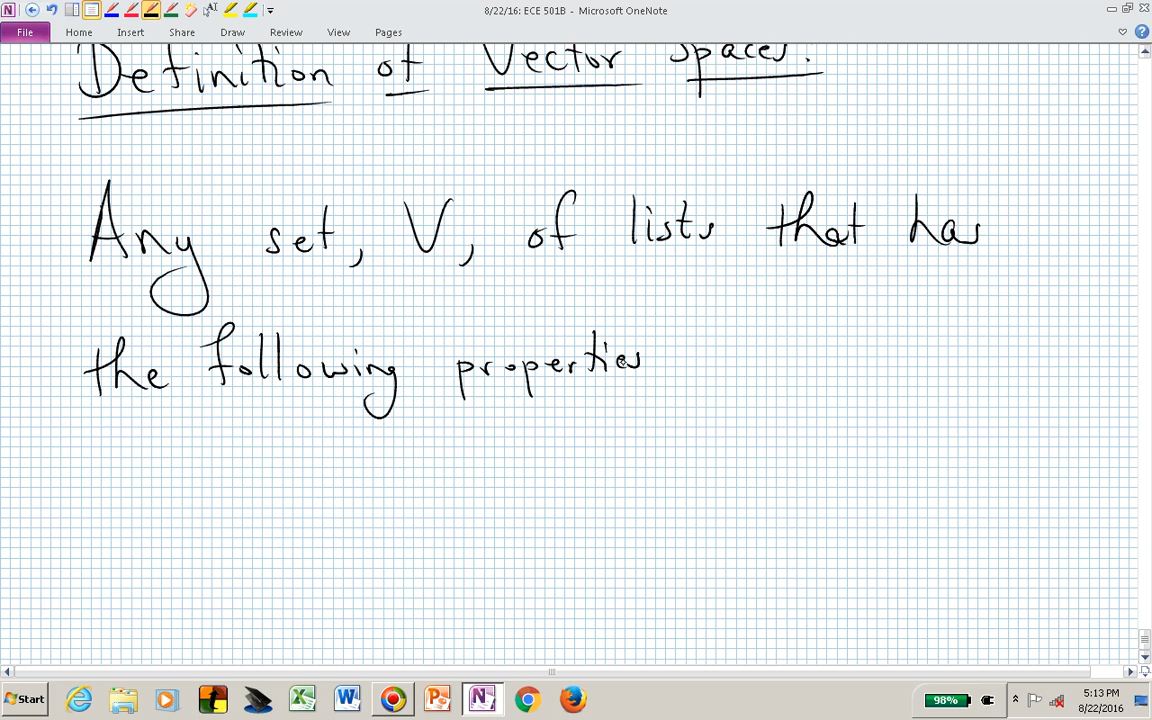 8/22/16: ECE 501B - Microsoft OneNote
File Home Insert Share Draw Review View Pages
Definition of Vector Spaces.
Any set, V, of lists that has
the following properties
Start
98%
5:13 PM
8/22/2016